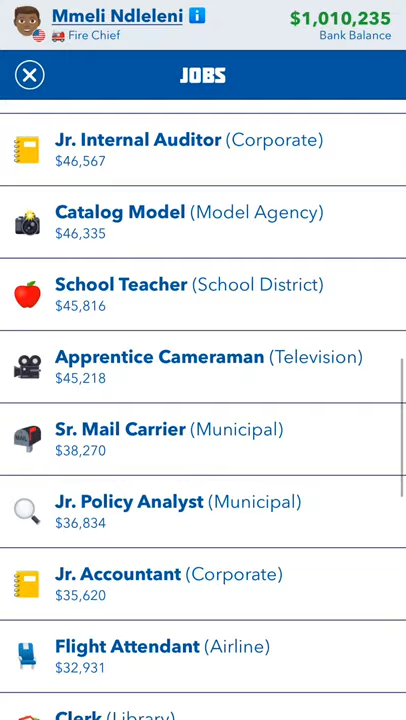 Mmeli Ndleleni
$1,010,235
Fire Chief
Bank Balance
JOBS
Jr. Internal Auditor (Corporate)
$46,567
Catalog Model (Model Agency)
$46,335
School Teacher (School District)
$45,816
Apprentice Cameraman (Television)
$45,218
Sr. Mail Carrier (Municipal)
$38,270
Jr. Policy Analyst (Municipal)
$36,834
Jr. Accountant (Corporate)
$35,620
Flight Attendant (Airline)
$32,931
Clerk (Library)